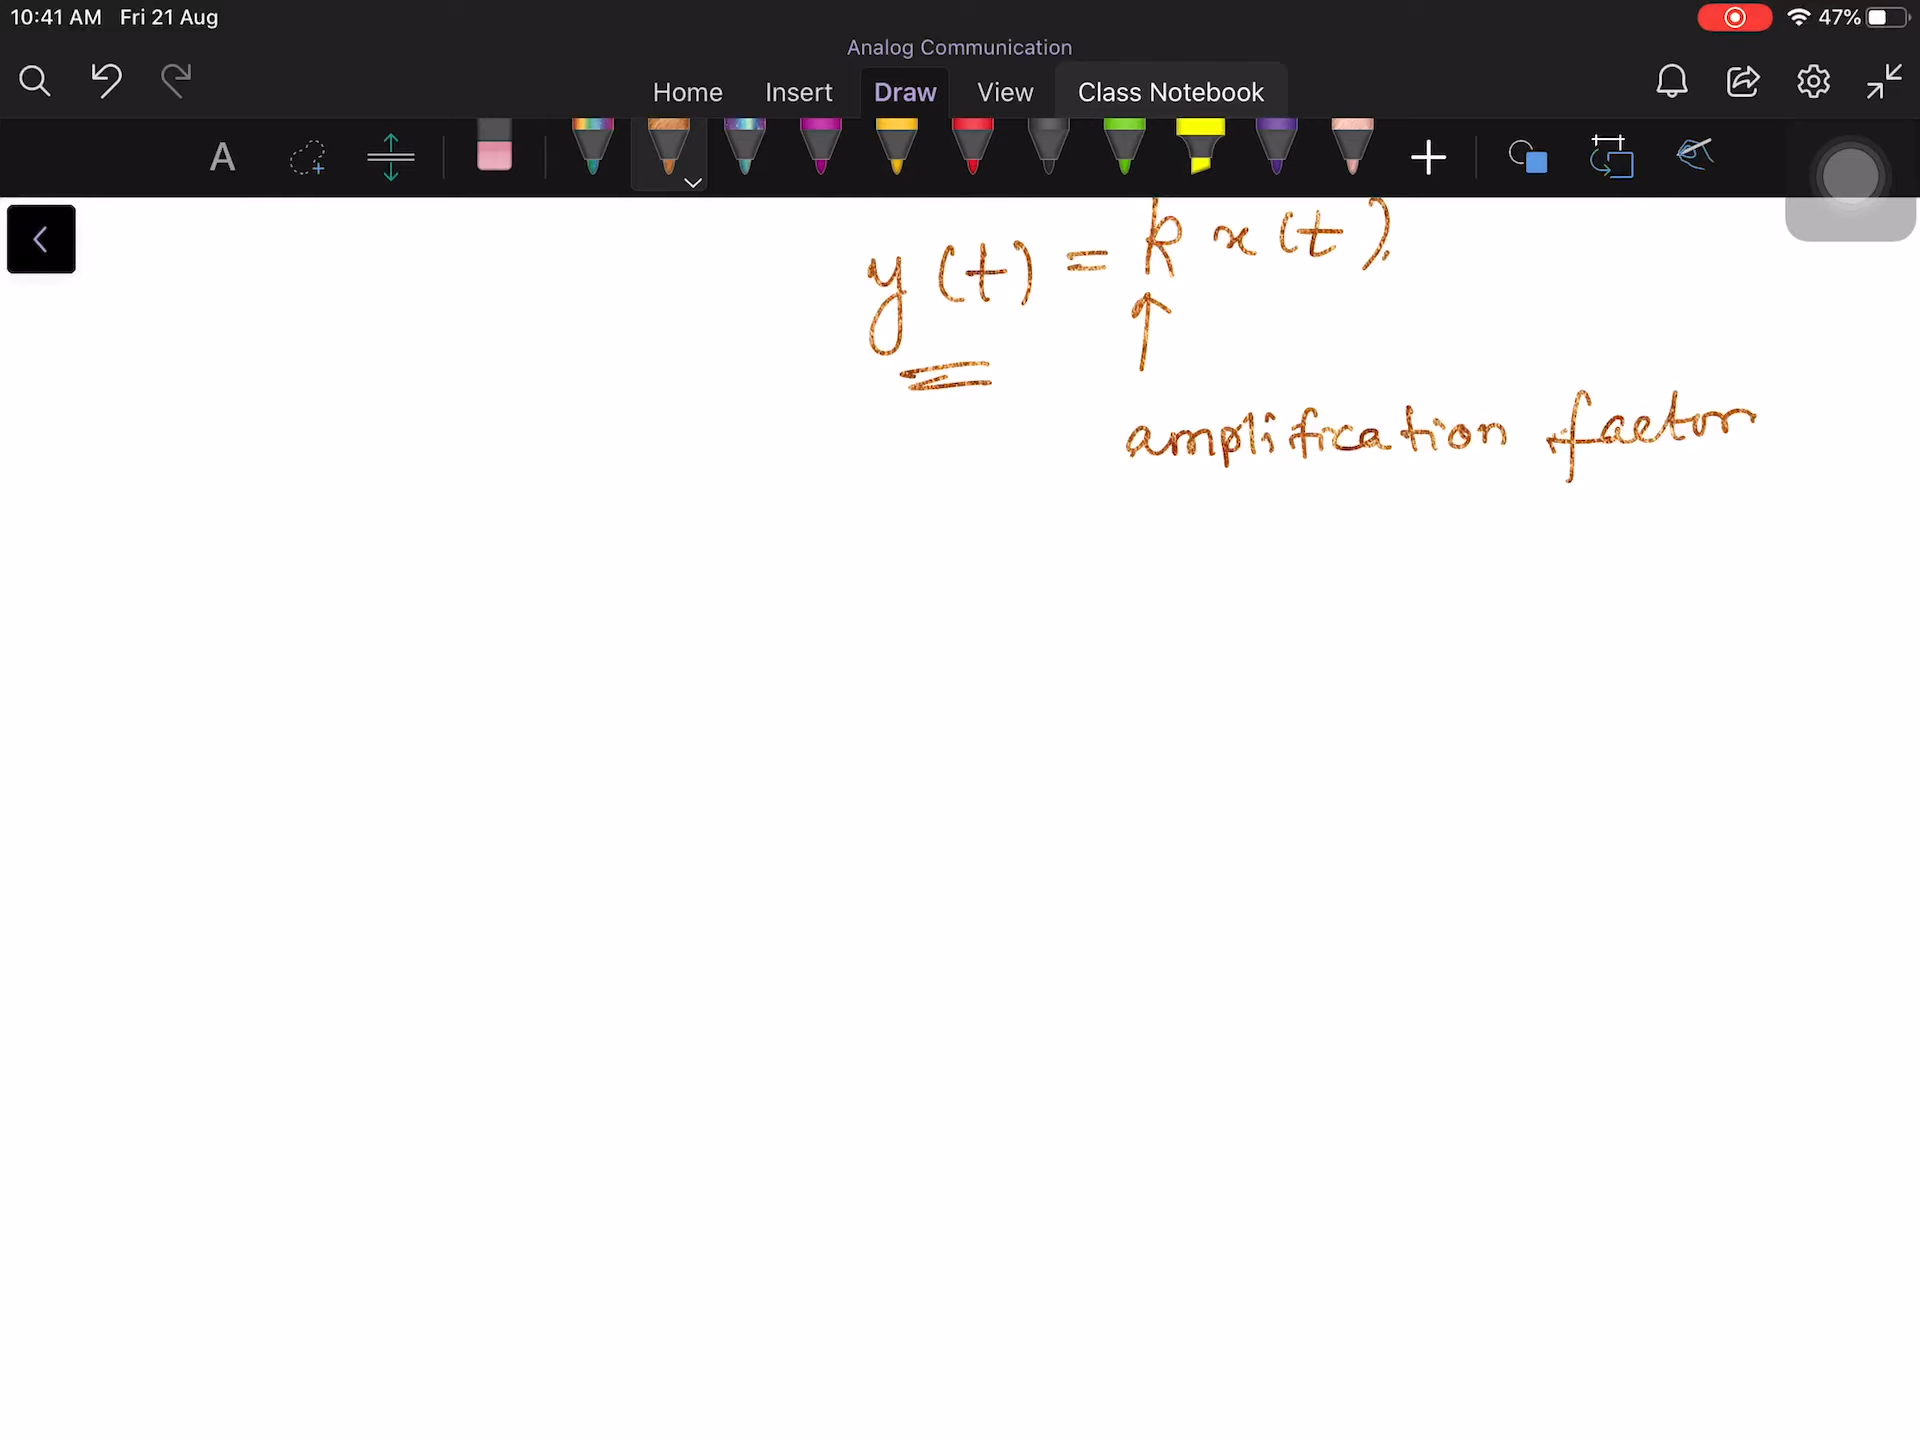 10:41 AM Fri 21 Aug
47%
Analog Communication
Home Insert Draw View Class Notebook
A
y(t) = k x(t).
amplification factor